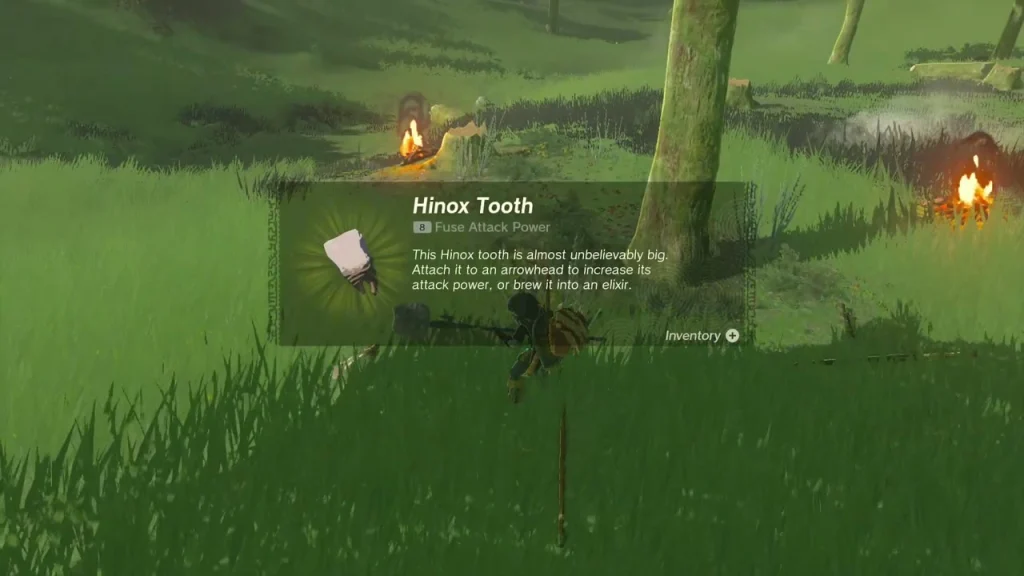 Hinox Tooth
8 Fuse Attack Power
This Hinox tooth is almost unbelievably big.
Attach it to an arrowhead to increase its
attack power, or brew it into an elixir.
Inventory +